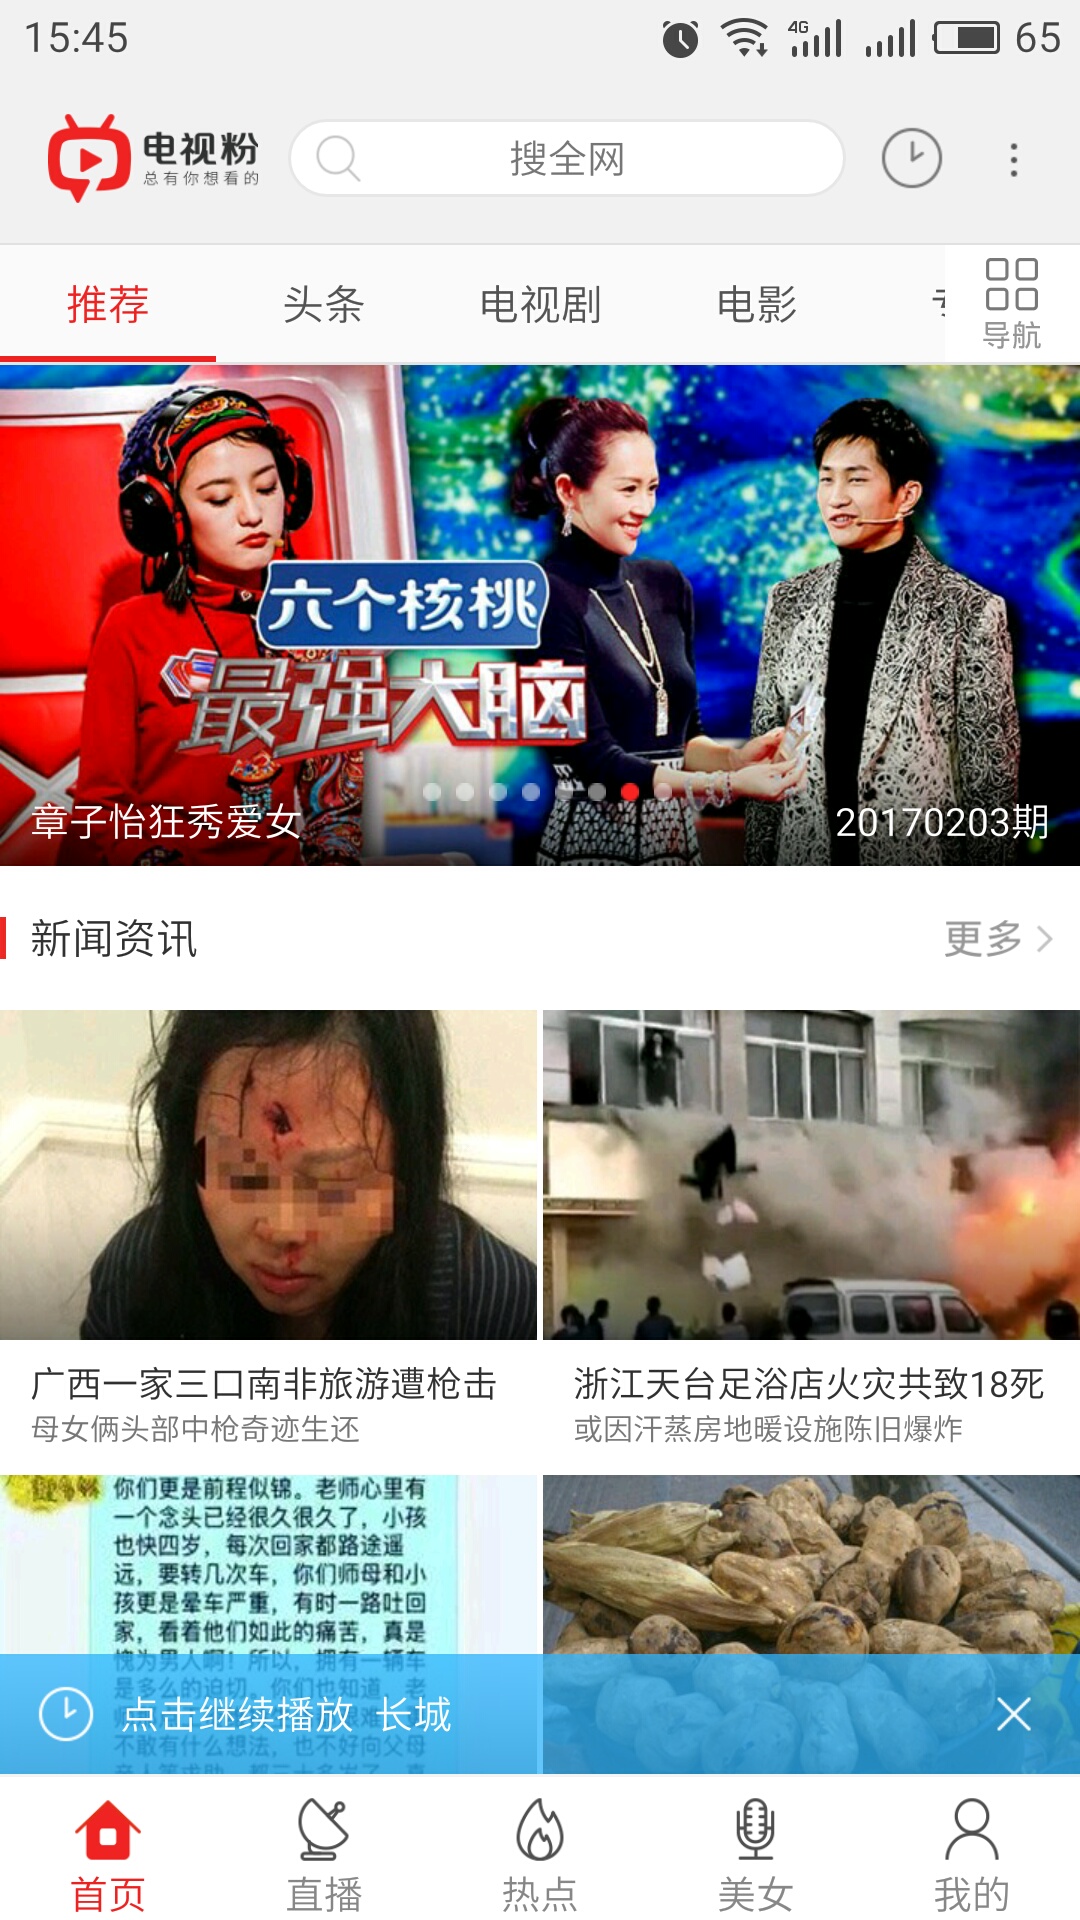 15:45
4G
65
电视粉
总有你想看的
搜全网
推荐
头条
电视剧
电影
导航
六个核桃
最强大脑
章子怡狂秀爱女
20170203期
新闻资讯
更多
广西一家三口南非旅游遭枪击
母女俩头部中枪奇迹生还
浙江天台足浴店火灾共致18死
或因汗蒸房地暖设施陈旧爆炸
你们更是前程似锦。老师心里有
一个念头已经很久很久了，小孩
也快四岁，每次回家都路途遥
远，要转几次车，你们师母和小
孩更是晕车严重，有时一路吐回
家，看着他们如此的痛苦，真是
愧为男人啊！所以，拥有一辆车
是多么的迫切。你们也知道，老
不敢有什么想法，也不好向父母
点击继续播放 长城
首页
直播
热点
美女
我的